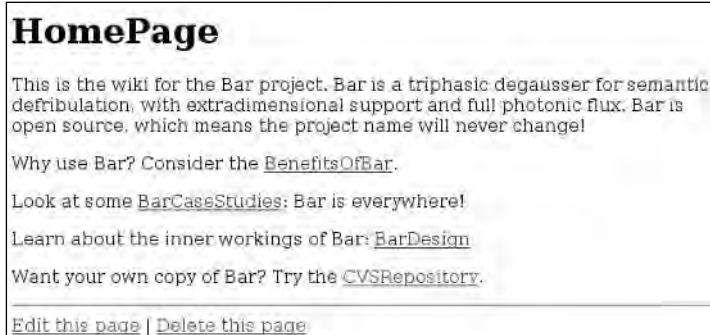 HomePage
This is the wiki for the Bar project. Bar is a triphasic degausser for semantic
defribulation, with extradimensional support and full photonic flux. Bar is
open source, which means the project name will never change!
Why use Bar? Consider the BenefitsOfBar.
Look at some BarCaseStudies: Bar is everywhere!
Learn about the inner workings of Bar: BarDesign
Want your own copy of Bar? Try the CVSRepository.
Edit this page | Delete this page